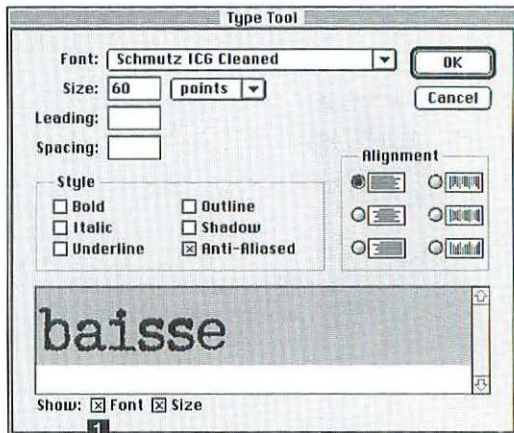 Type Tool
Font: Schmutz ICG Cleaned
OK
Size: 60 points
Cancel
Leading:
Spacing:
Alignment
Style
Bold
Outline
Italic
Shadow
Underline
Anti-Aliased
baisse
Show: Font Size
1